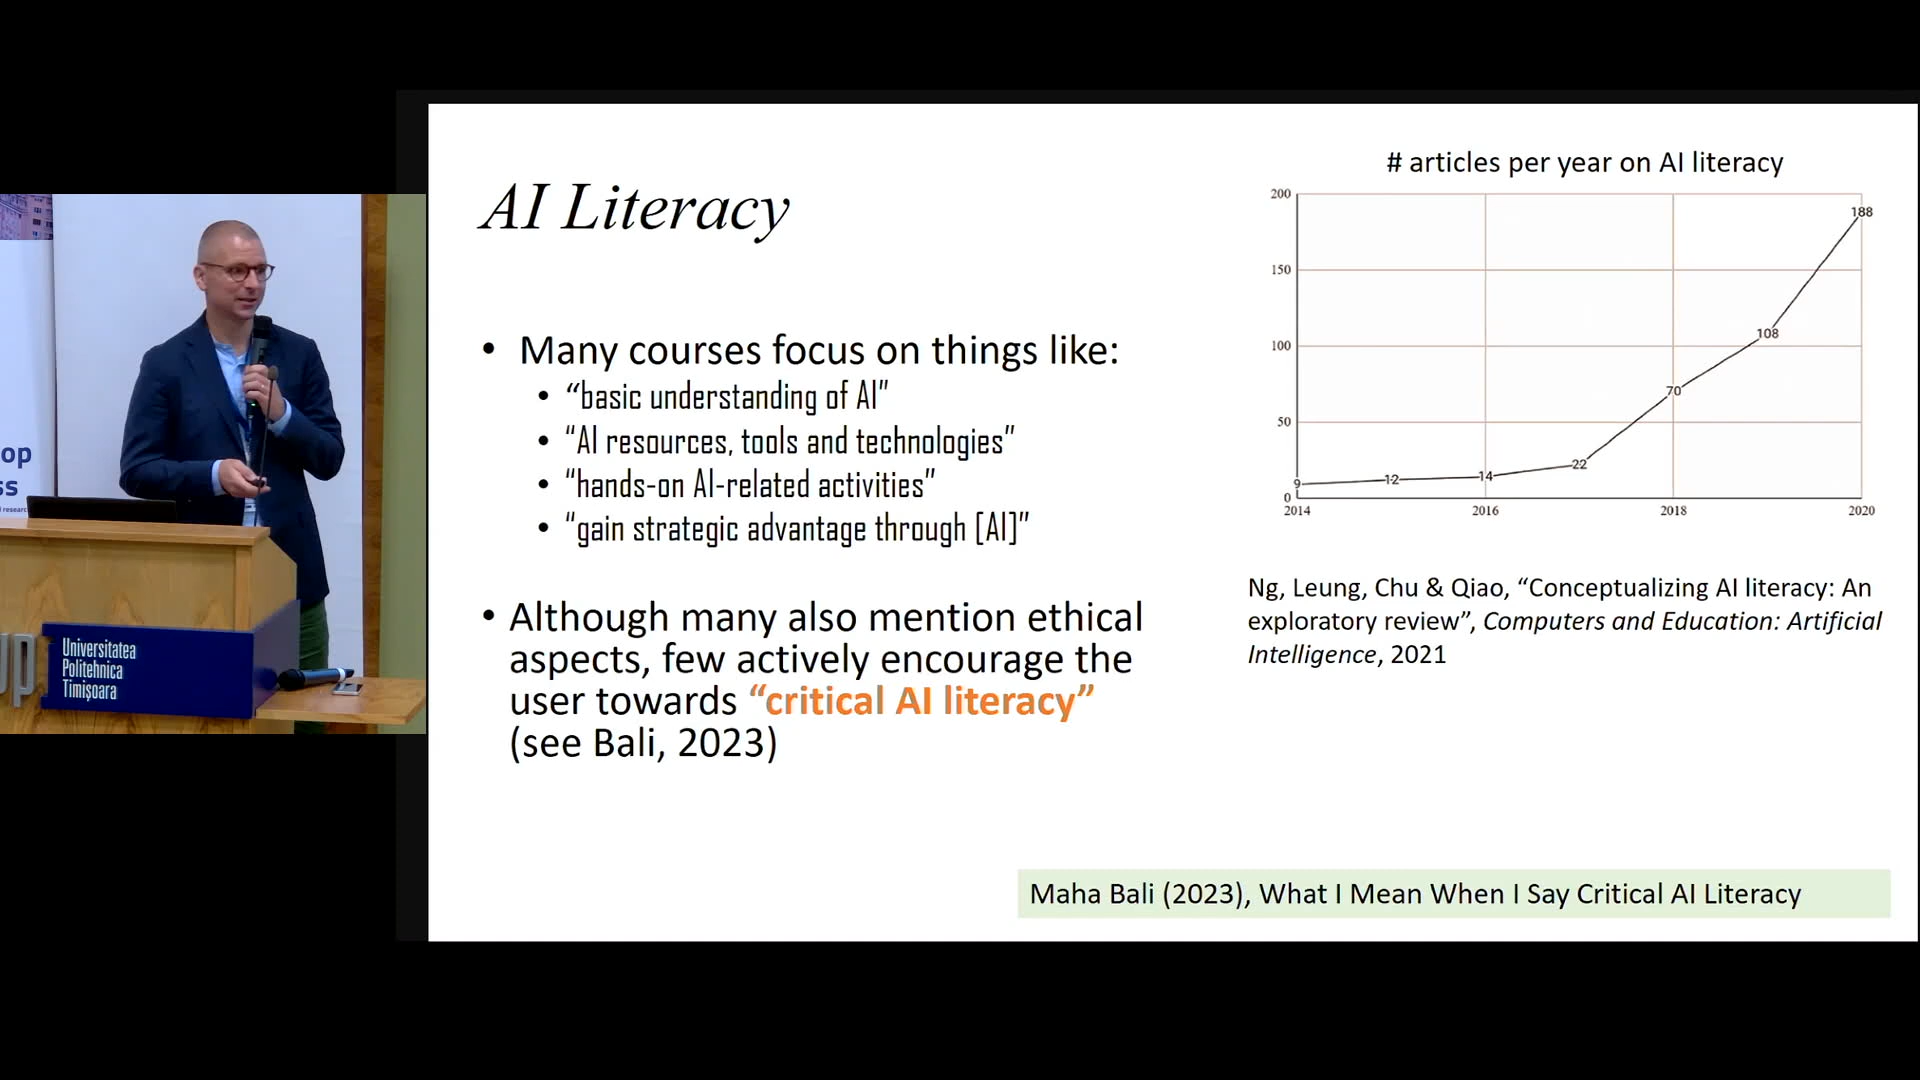 op
ss
l researc
up
Universitatea
Politehnica
Timișoara
AI Literacy
• Many courses focus on things like:
• “basic understanding of AI”
• “AI resources, tools and technologies”
• “hands-on AI-related activities”
• “gain strategic advantage through [AI]”
• Although many also mention ethical
aspects, few actively encourage the
user towards “critical AI literacy”
(see Bali, 2023)
# articles per year on AI literacy
200
150
100
50
0
2014
2016
2018
2020
9
12
14
22
70
108
188
Ng, Leung, Chu & Qiao, “Conceptualizing AI literacy: An
exploratory review”, Computers and Education: Artificial
Intelligence, 2021
Maha Bali (2023), What I Mean When I Say Critical AI Literacy